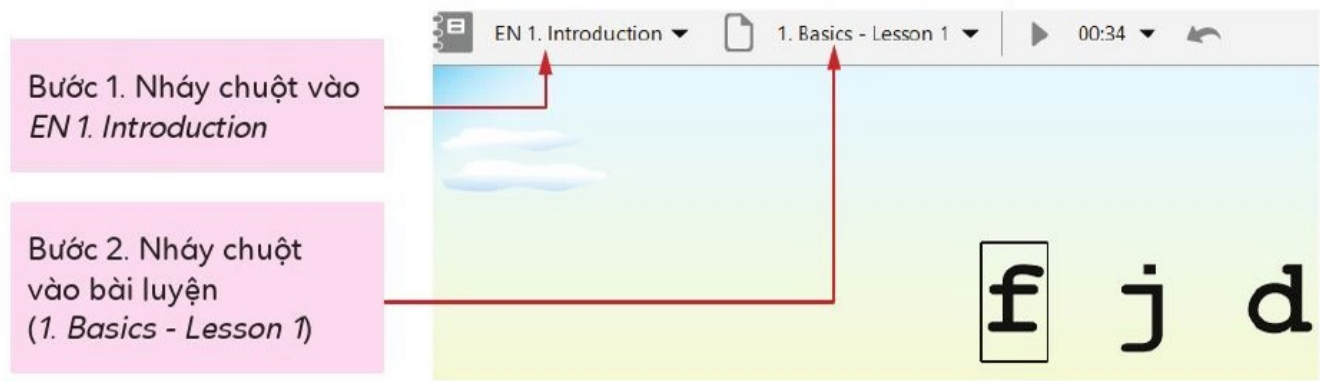 EN 1. Introduction 1. Basics - Lesson 1 00:34
Bước 1. Nháy chuột vào
EN 1. Introduction
Bước 2. Nháy chuột
vào bài luyện
(1. Basics - Lesson 1)
f j d